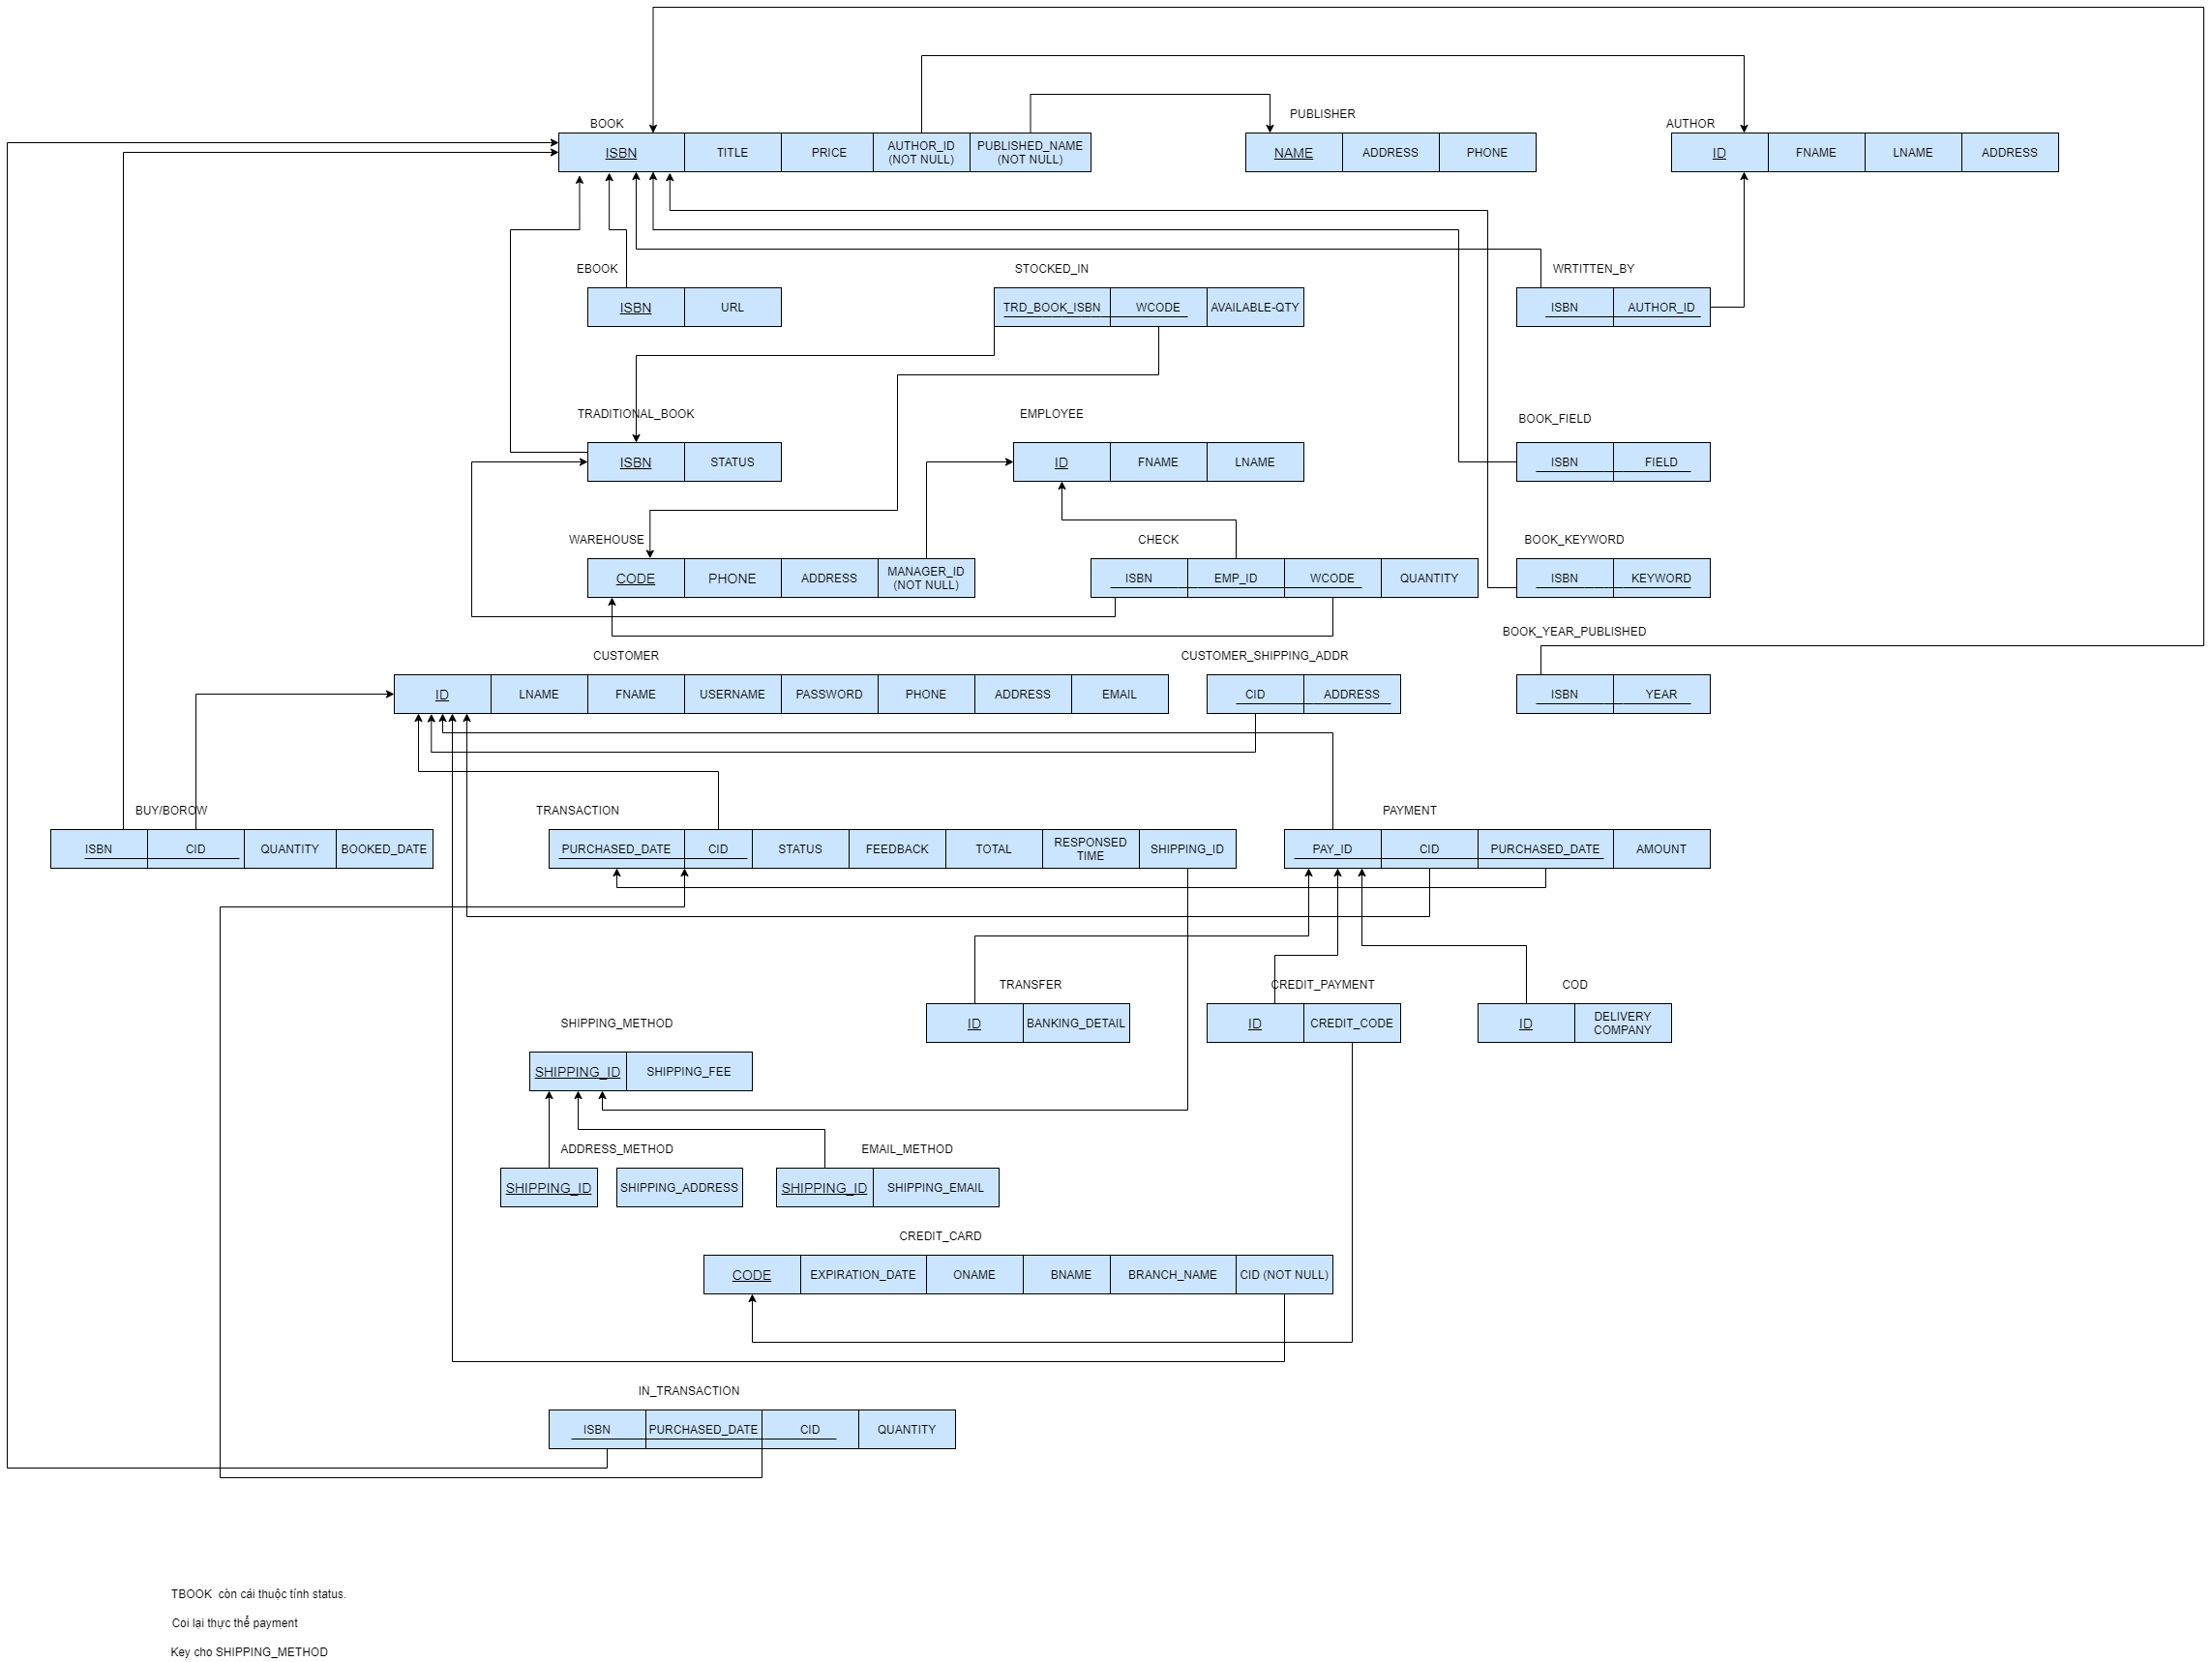 BOOK
PUBLISHER
AUTHOR
ISBN TITLE PRICE AUTHOR_ID (NOT NULL) PUBLISHED_NAME (NOT NULL)
NAME ADDRESS PHONE
ID FNAME LNAME ADDRESS
EBOOK
STOCKED_IN
WRTITTEN_BY
ISBN URL
TRD_BOOK_ISBN WCODE AVAILABLE-QTY
ISBN AUTHOR_ID
TRADITIONAL_BOOK
EMPLOYEE
BOOK_FIELD
ISBN STATUS
ID FNAME LNAME
ISBN FIELD
WAREHOUSE
CHECK
BOOK_KEYWORD
CODE PHONE ADDRESS MANAGER_ID (NOT NULL)
ISBN EMP_ID WCODE QUANTITY
ISBN KEYWORD
CUSTOMER
CUSTOMER_SHIPPING_ADDR
BOOK_YEAR_PUBLISHED
ID LNAME FNAME USERNAME PASSWORD PHONE ADDRESS EMAIL
CID ADDRESS
ISBN YEAR
BUY/BOROW
TRANSACTION
PAYMENT
ISBN CID QUANTITY BOOKED_DATE
PURCHASED_DATE CID STATUS FEEDBACK TOTAL RESPONSED TIME SHIPPING_ID
PAY_ID CID PURCHASED_DATE AMOUNT
TRANSFER
CREDIT_PAYMENT
COD
ID BANKING_DETAIL
ID CREDIT_CODE
ID DELIVERY COMPANY
SHIPPING_METHOD
SHIPPING_ID SHIPPING_FEE
ADDRESS_METHOD
EMAIL_METHOD
SHIPPING_ID SHIPPING_ADDRESS
SHIPPING_ID SHIPPING_EMAIL
CREDIT_CARD
CODE EXPIRATION_DATE ONAME BNAME BRANCH_NAME CID (NOT NULL)
IN_TRANSACTION
ISBN PURCHASED_DATE CID QUANTITY
TBOOK còn cái thuộc tính status.
Coi lại thực thể payment
Key cho SHIPPING_METHOD